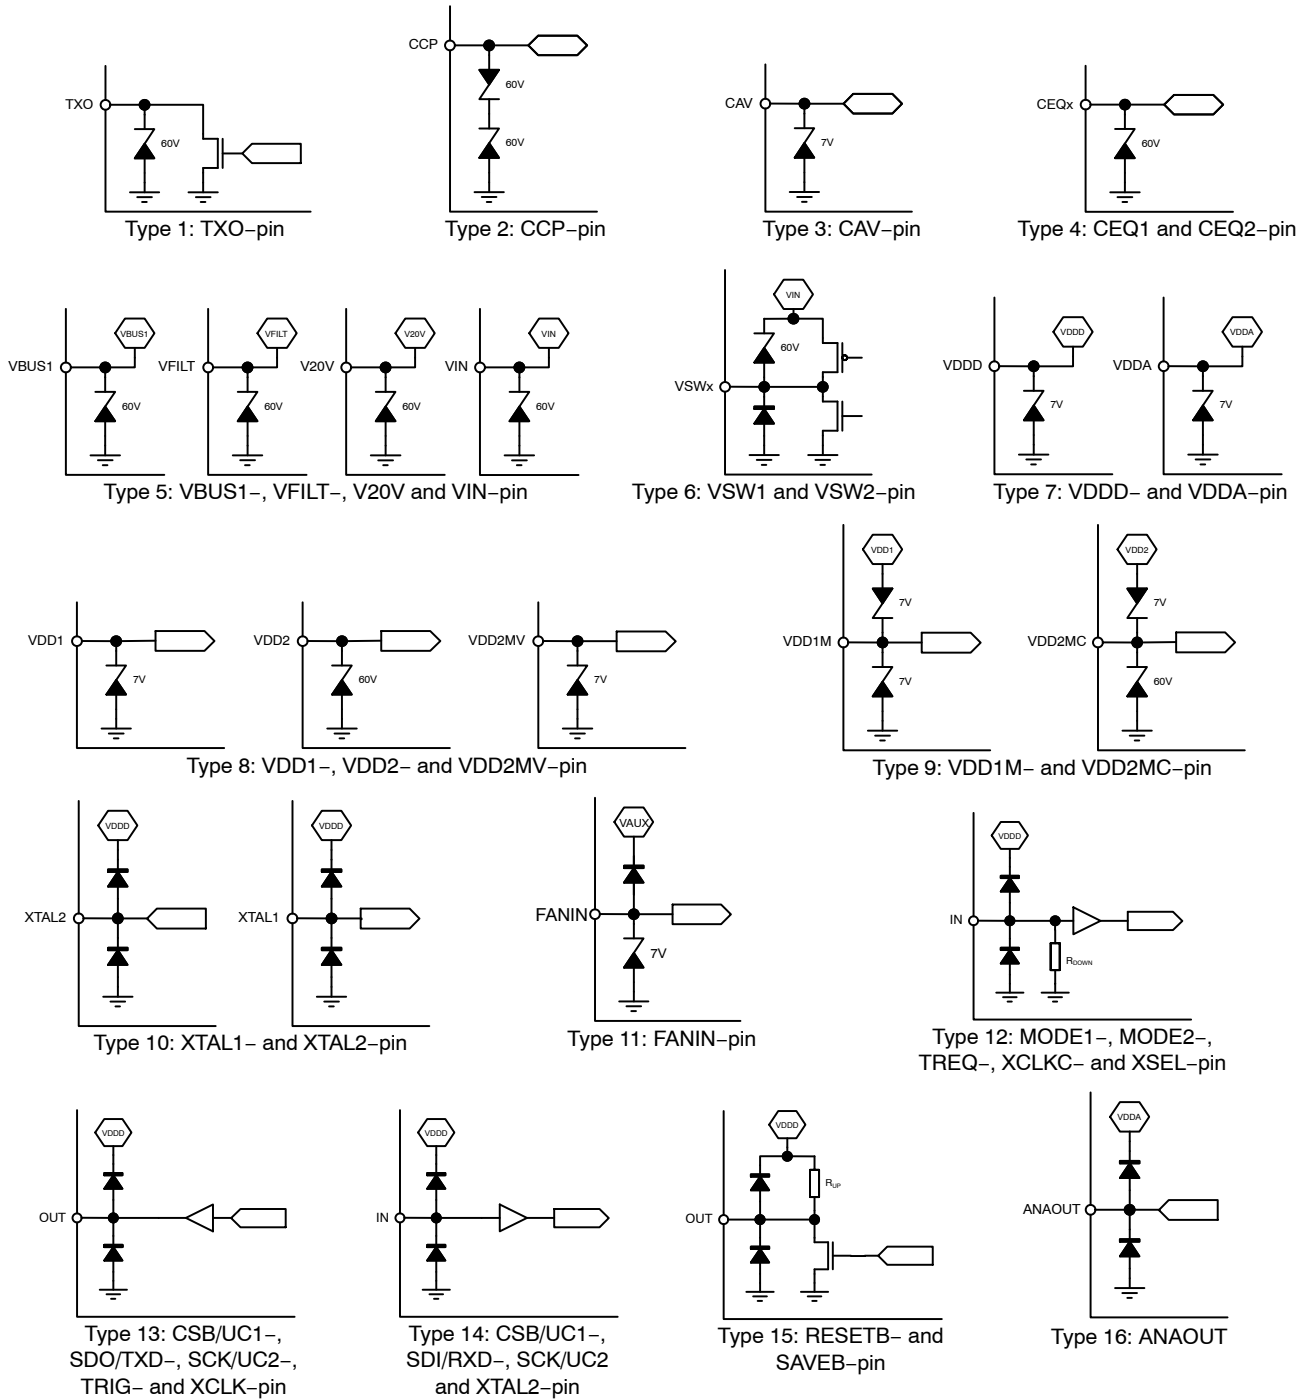 TXO
60V
Type 1: TXO−pin
CCP
60V
60V
Type 2: CCP−pin
CAV
7V
Type 3: CAV−pin
CEQx
60V
Type 4: CEQ1 and CEQ2−pin
VBUS1
VBUS1
60V
VFILT
VFILT
60V
V20V
V20V
60V
VIN
VIN
60V
Type 5: VBUS1−, VFILT−, V20V and VIN−pin
VIN
60V
VSWx
Type 6: VSW1 and VSW2−pin
VDDD
VDDD
7V
VDDA
VDDA
7V
Type 7: VDDD− and VDDA−pin
VDD1
7V
VDD2
60V
VDD2MV
7V
Type 8: VDD1−, VDD2− and VDD2MV−pin
VDD1
7V
VDD1M
7V
VDD2
7V
VDD2MC
60V
Type 9: VDD1M− and VDD2MC−pin
VDDD
XTAL2
VDDD
XTAL1
Type 10: XTAL1− and XTAL2−pin
VAUX
FANIN
7V
Type 11: FANIN−pin
VDDD
IN
RDOWN
Type 12: MODE1−, MODE2−,
TREQ−, XCLKC− and XSEL−pin
VDDD
OUT
Type 13: CSB/UC1−,
SDO/TXD−, SCK/UC2−,
TRIG− and XCLK−pin
VDDD
IN
Type 14: CSB/UC1−,
SDI/RXD−, SCK/UC2
and XTAL2−pin
VDDD
RUP
OUT
Type 15: RESETB− and
SAVEB−pin
VDDA
ANAOUT
Type 16: ANAOUT